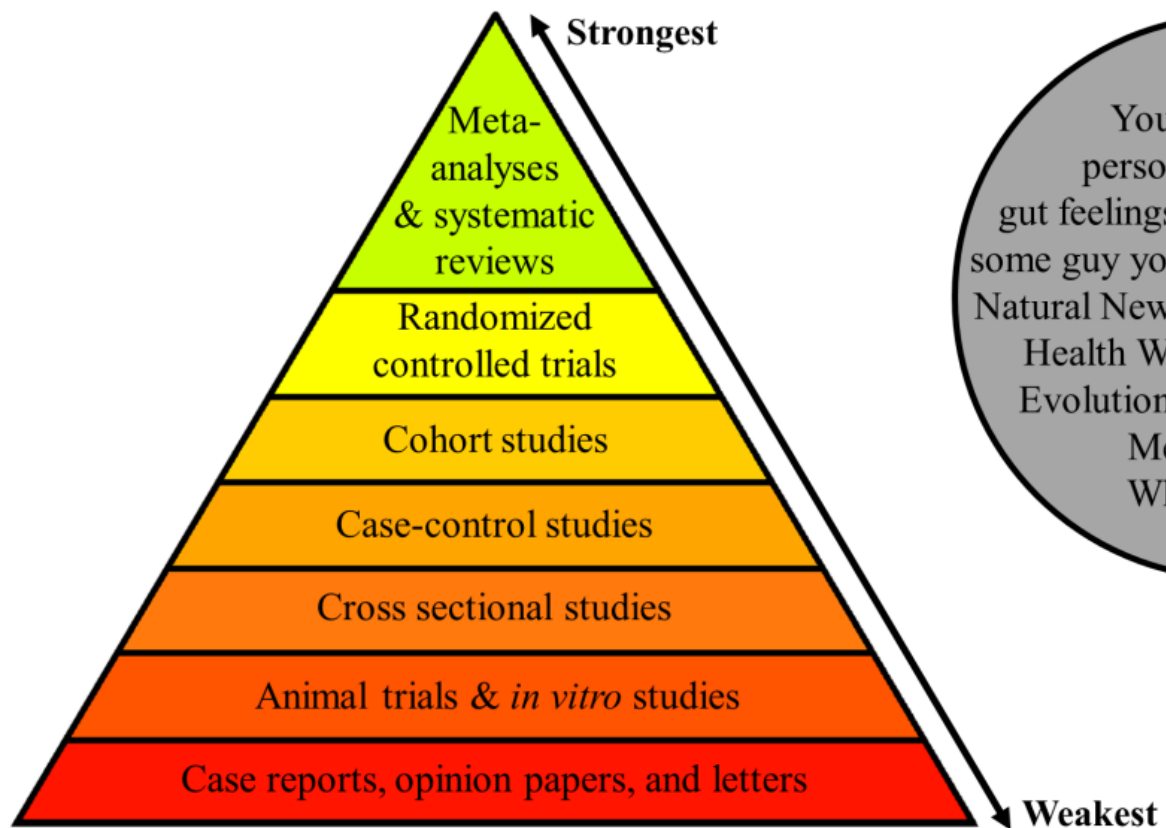 Strongest
Meta-
analyses
& systematic
reviews
Randomized
controlled trials
Cohort studies
Case-control studies
Cross sectional studies
Animal trials & in vitro studies
Case reports, opinion papers, and letters
Weakest
gut feelings
some guy
Natural
Health